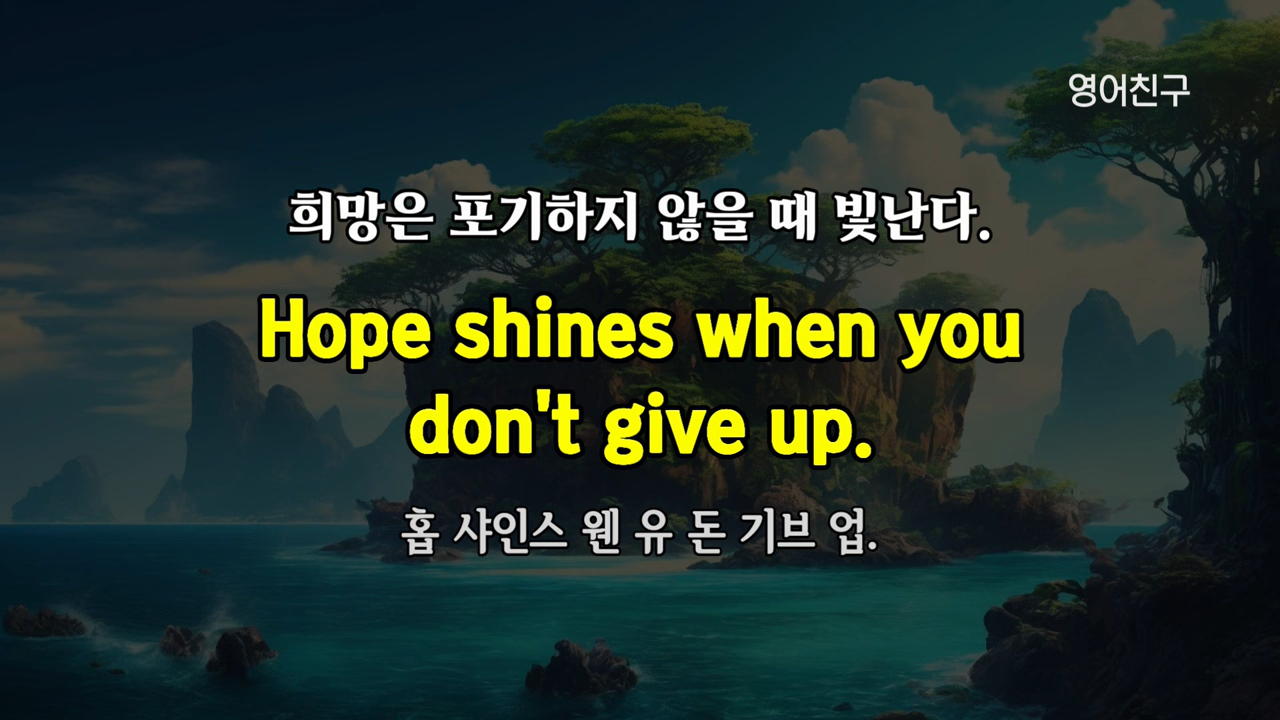 영어친구
희망은 포기하지 않을 때 빛난다.
Hope shines when you
don't give up.
홉 샤인스 웬 유 돈 기브 업.